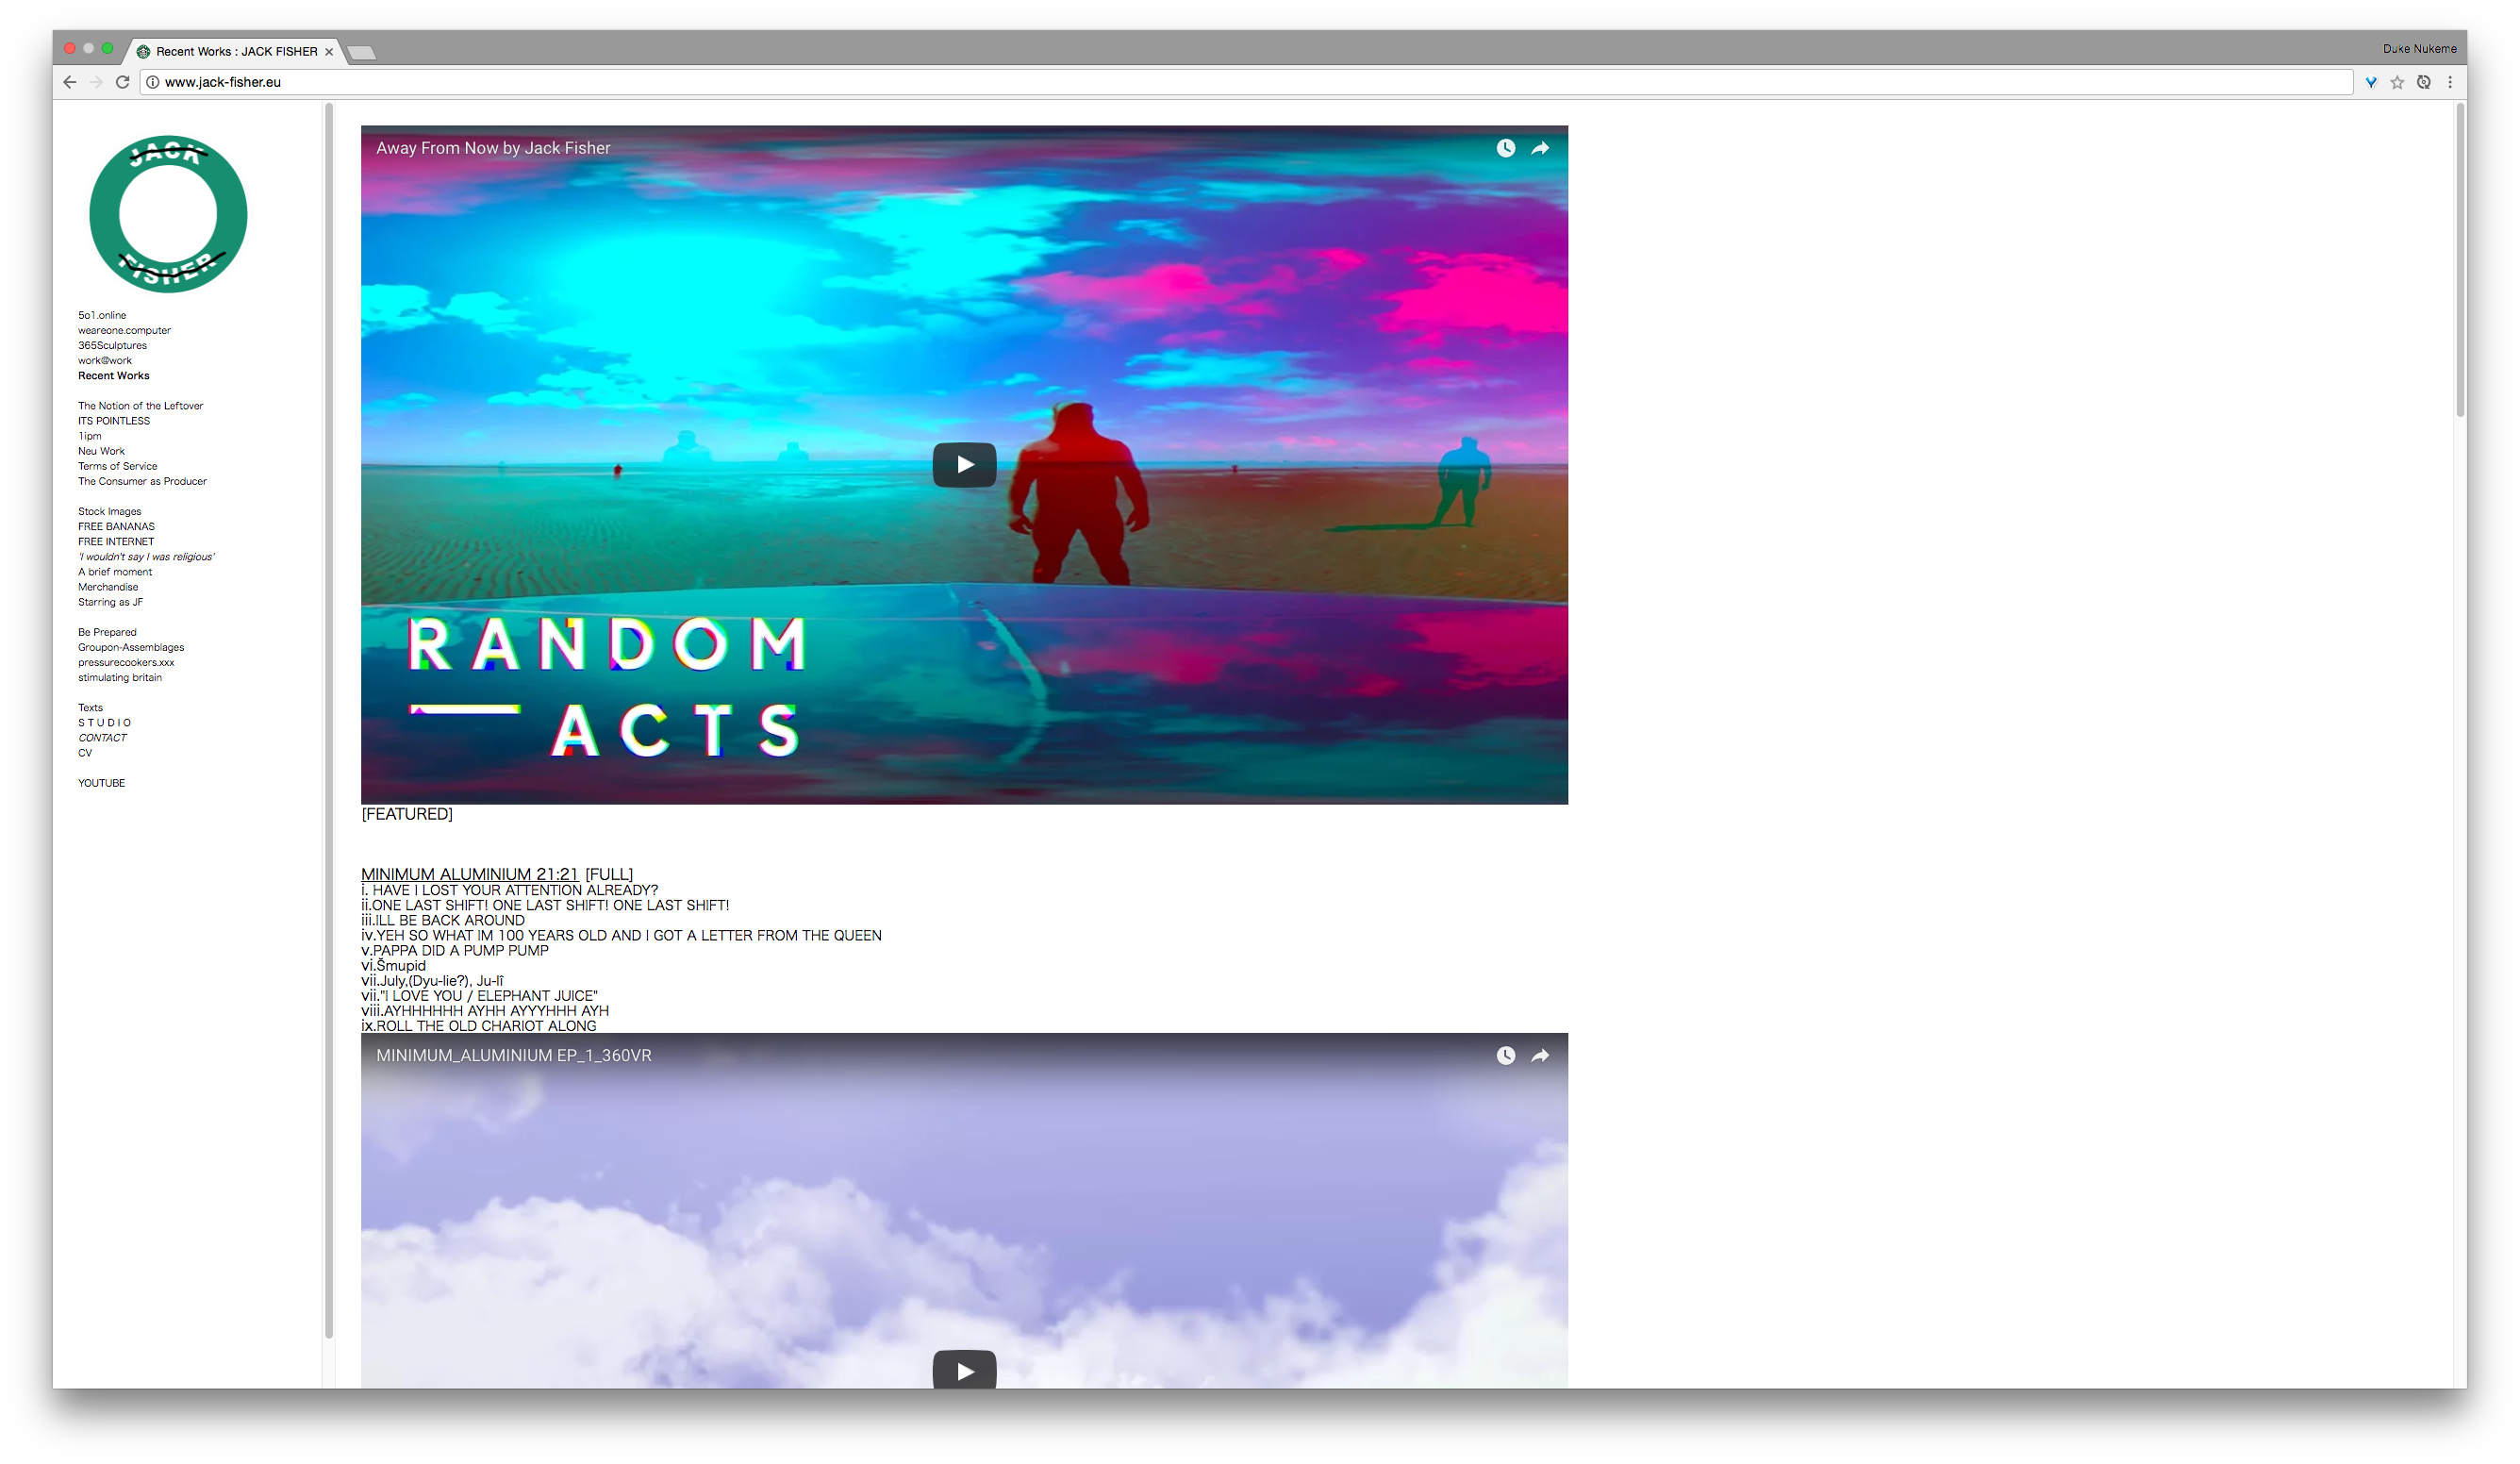 Recent Works : JACK FISHER
Duke Nukeme
www.jack-fisher.eu
JACK
FISHER
5o1.online
weareone.computer
365Sculptures
work@work
Recent Works
The Notion of the Leftover
ITS POINTLESS
1ipm
Neu Work
Terms of Service
The Consumer as Producer
Stock Images
FREE BANANAS
FREE INTERNET
'I wouldn't say I was religious'
A brief moment
Merchandise
Starring as JF
Be Prepared
Groupon-Assemblages
pressurecookers.xxx
stimulating britain
Texts
S T U D I O
CONTACT
CV
YOUTUBE
Away From Now by Jack Fisher
RANDOM
ACTS
[FEATURED]
MINIMUM ALUMINIUM 21:21 [FULL]
i. HAVE I LOST YOUR ATTENTION ALREADY?
ii.ONE LAST SHIFT! ONE LAST SHIFT! ONE LAST SHIFT!
iii.ILL BE BACK AROUND
iv.YEH SO WHAT IM 100 YEARS OLD AND I GOT A LETTER FROM THE QUEEN
v.PAPPA DID A PUMP PUMP
vi.Šmupid
vii.July,(Dyu-lie?), Ju-lî
vii."I LOVE YOU / ELEPHANT JUICE"
viii.AYHHHHHH AYHH AYYYHHH AYH
ix.ROLL THE OLD CHARIOT ALONG
MINIMUM_ALUMINIUM EP_1_360VR